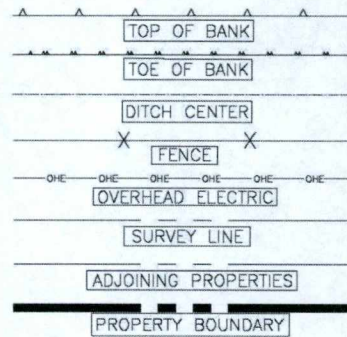 TOP OF BANK
TOE OF BANK
DITCH CENTER
FENCE
OHE OHE OHE OHE OHE OHE
OVERHEAD ELECTRIC
SURVEY LINE
ADJOINING PROPERTIES
PROPERTY BOUNDARY